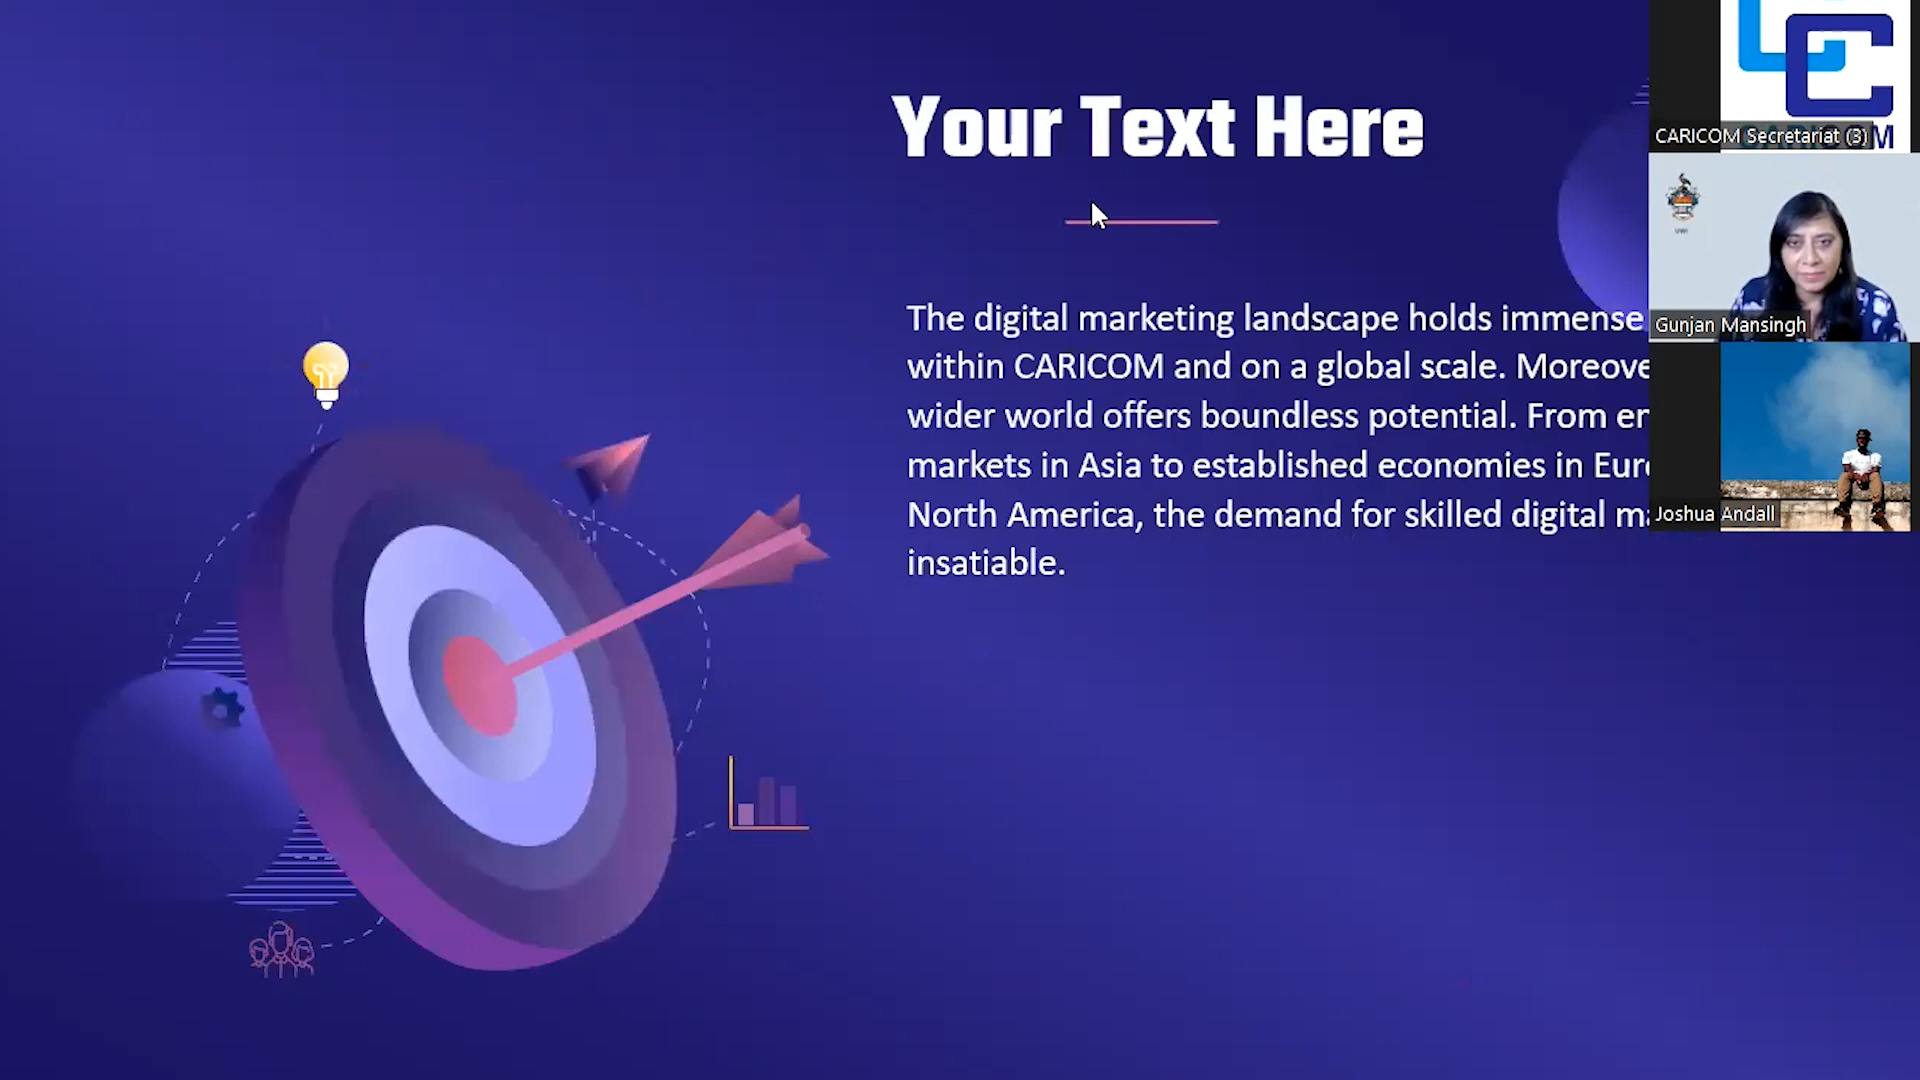 Your Text Here
The digital marketing landscape holds immense
within CARICOM and on a global scale. Moreove
wider world offers boundless potential. From
markets in Asia to established economies in
North America, the demand for skilled digital
insatiable.
CARICOM Secretariat (3)
UWI
Gunjan Mansingh
Joshua Andall